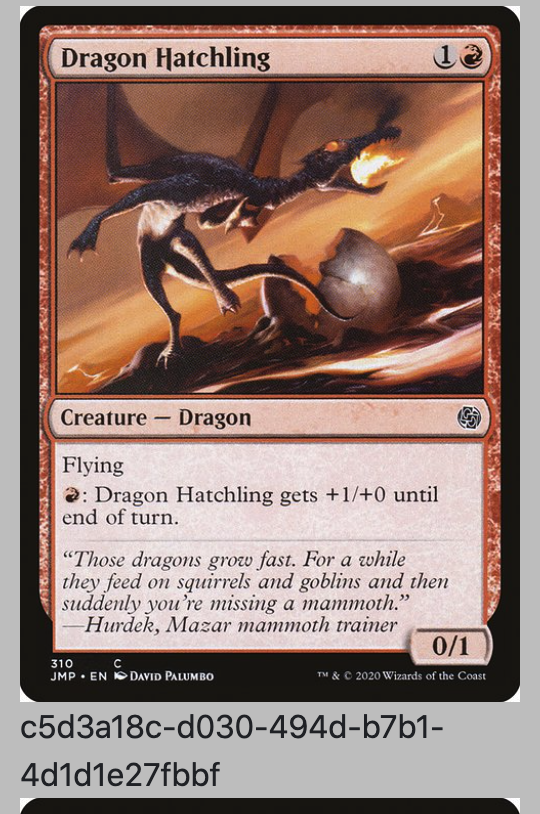 Dragon Hatchling 1
Creature — Dragon
Flying
: Dragon Hatchling gets +1/+0 until
end of turn.
“Those dragons grow fast. For a while
they feed on squirrels and goblins and then
suddenly you’re missing a mammoth.”
—Hurdek, Mazar mammoth trainer
0/1
310 C
JMP • EN DAVID PALUMBO ™ & © 2020 Wizards of the Coast
c5d3a18c-d030-494d-b7b1-
4d1d1e27fbbf